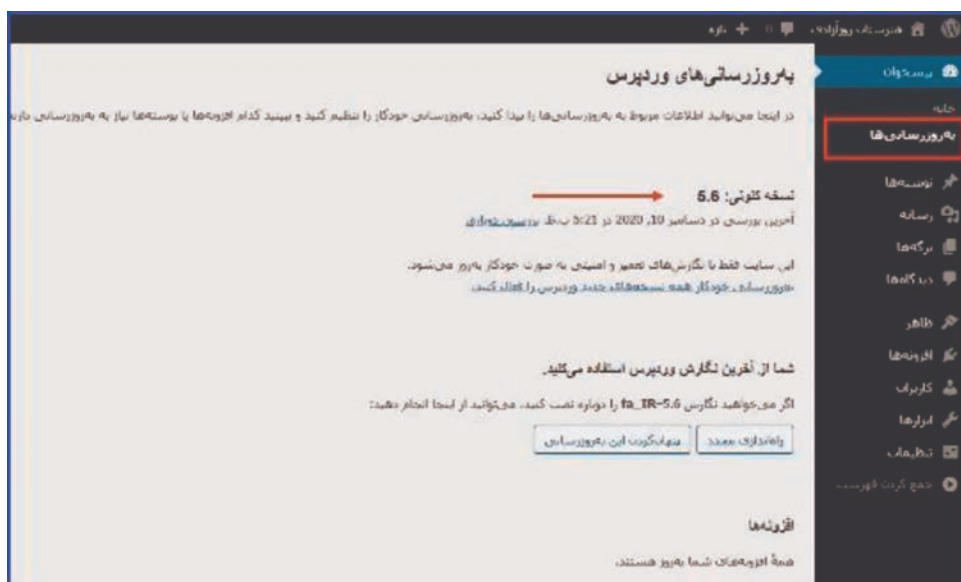 هنرستان روزآزادی 0 تازه
پیشخوان
خانه
به‌روزرسانی‌ها
نوشته‌ها
رسانه
برگه‌ها
دیدگاه‌ها
ظاهر
افزونه‌ها
کاربران
ابزارها
تنظیمات
جمع کردن فهرست
به‌روزرسانی‌های وردپرس
در اینجا می‌توانید اطلاعات مربوط به به‌روزرسانی‌ها را پیدا کنید، به‌روزرسانی خودکار را تنظیم کنید و ببینید کدام افزونه‌ها یا پوسته‌ها نیاز به به‌روزرسانی
نسخه کنونی: 5.6
آخرین بررسی در دسامبر 10, 2020 در 5:21 ب.ظ. بررسی دوباره.
این سایت فقط با نگارش‌های تعمیر و امنیتی به صورت خودکار به‌روز می‌شود.
به‌روزرسانی خودکار همه نسخه‌های جدید وردپرس را فعال کنید.
شما از آخرین نگارش وردپرس استفاده می‌کنید.
اگر می‌خواهید نگارش fa_IR–5.6 را دوباره نصب کنید، می‌توانید از اینجا انجام دهید:
راه‌اندازی مجدد پنهان‌کردن این به‌روزرسانی
افزونه‌ها
همهٔ افزونه‌های شما به‌روز هستند.